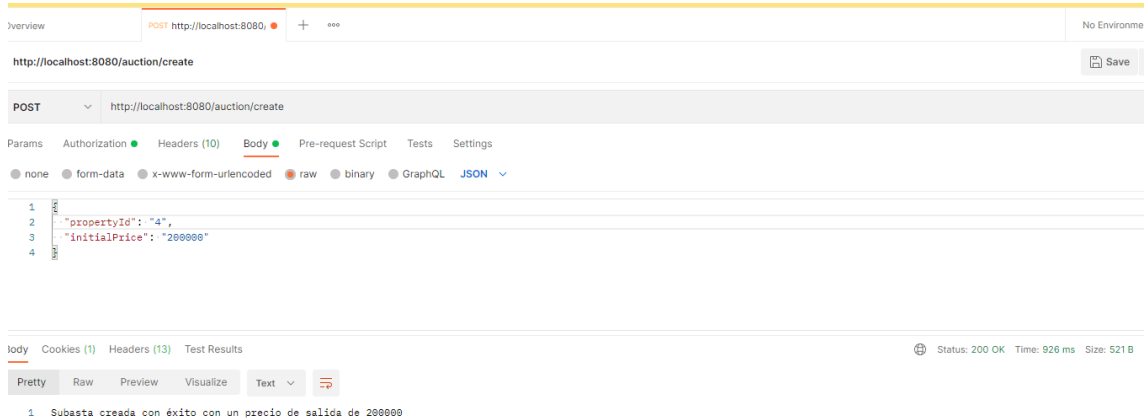 Overview POST http://localhost:8080/ + ooo No Environme
http://localhost:8080/auction/create Save
POST http://localhost:8080/auction/create
Params Authorization Headers (10) Body Pre-request Script Tests Settings
none form-data x-www-form-urlencoded raw binary GraphQL JSON
1 {
2 "propertyId": "4",
3 "initialPrice": "200000"
4 }
Body Cookies (1) Headers (13) Test Results Status: 200 OK Time: 926 ms Size: 521 B
Pretty Raw Preview Visualize Text
1 Subasta creada con éxito con un precio de salida de 200000